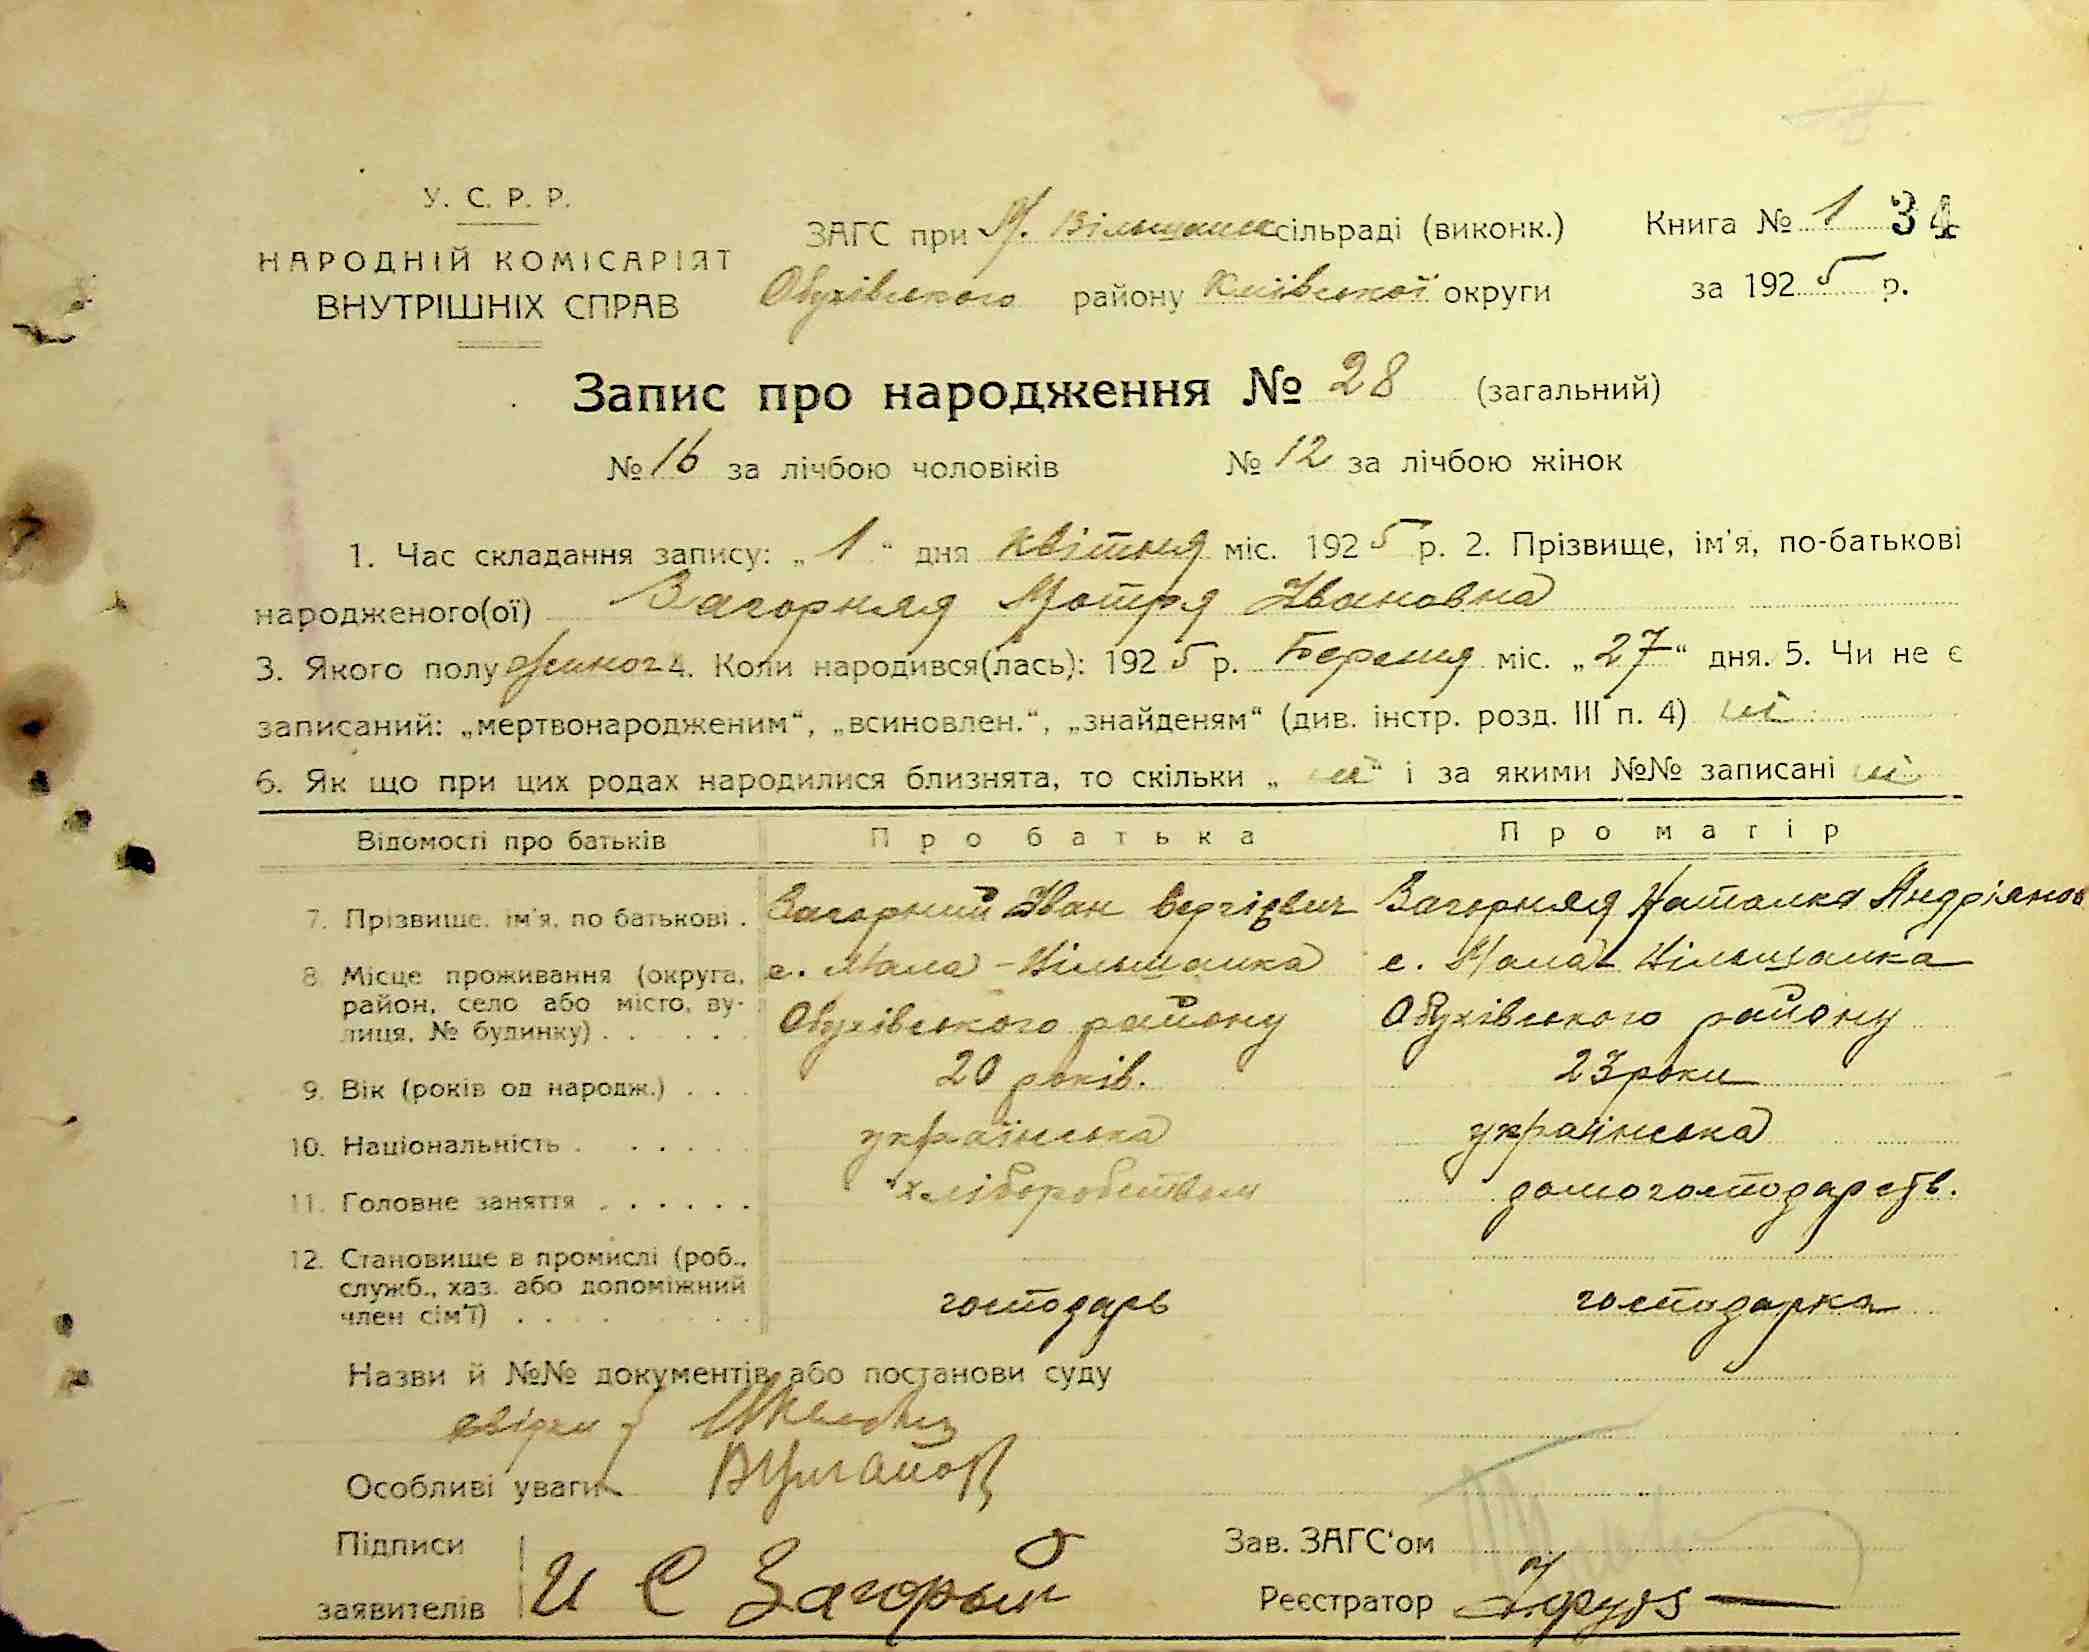 У. С. Р. Р.
НАРОДНІЙ КОМІСАРІЯТ
ВНУТРІШНІХ СПРАВ
ЗАГС при М. Вільшанск сільраді (виконк.)
Обухівського району Київської округи
Книга № 1 34
за 1925 р.
Запис про народження № 28 (загальний)
№ 16 за лічбою чоловіків № 12 за лічбою жінок
1. Час складання запису: „1“ дня квітня міс. 1925 р. 2. Прізвище, ім'я, по-батькові
народженого(ої) Загорняя Мотря Івановна
3. Якого полу жіноч 4. Коли народився(лась): 1925 р. Березня міс. „27“ дня. 5. Чи не є
записаний: „мертвонародженим“, „всиновлен.“, „знайденям“ (див. інстр. розд. III п. 4) ні
6. Як що при цих родах народилися близнята, то скільки „ні“ і за якими №№ записані ні
Відомості про батьків Про батька Про матір
7. Прізвище, ім'я, по батькові . Загорний Іван Сергієвич Загорняя Наталка Андріянов
8. Місце проживання (округа, район, село або місто, вулиця, № будинку) . . . . .
с. Мала-Вільшанка с. Мала Вільшанка
Обухівського району Обухівського району
9. Вік (років од народж.) . . . 20 років. 23 роки
10. Національність . . . . . українська українська
11. Головне заняття . . . . . . хліборобством домогосподарств.
12. Становище в промислі (роб., служб., хаз. або допоміжний член сім'ї) . . . .
господарь господарка
Назви й №№ документів або постанови суду
свідки
Особливі уваги
Підписи
заявителів И С Загорный
Зав. ЗАГС'ом
Реєстратор